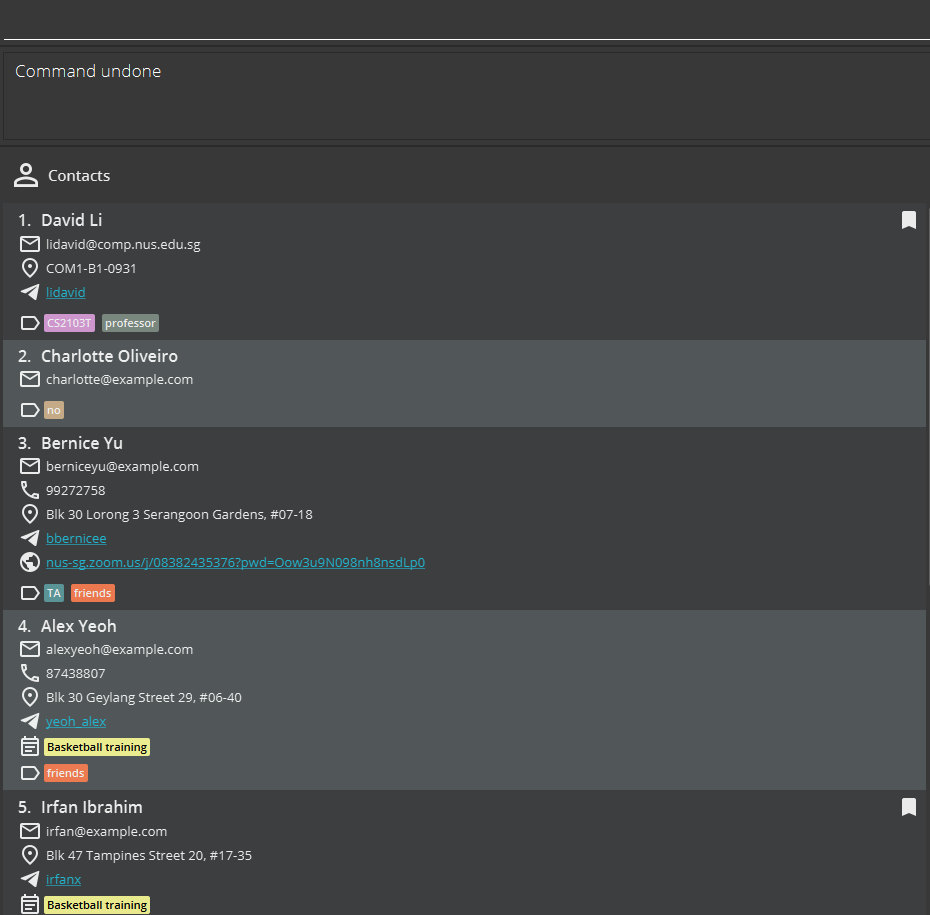 Command undone
Contacts
1. David Li
lidavid@comp.nus.edu.sg
COM1-B1-0931
lidavid
CS2103T professor
2. Charlotte Oliveiro
charlotte@example.com
no
3. Bernice Yu
berniceyu@example.com
99272758
Blk 30 Lorong 3 Serangoon Gardens, #07-18
bbernicee
nus-sg.zoom.us/j/08382435376?pwd=Oow3u9N098nh8nsdLp0
TA friends
4. Alex Yeoh
alexyeoh@example.com
87438807
Blk 30 Geylang Street 29, #06-40
yeoh_alex
Basketball training
friends
5. Irfan Ibrahim
irfan@example.com
Blk 47 Tampines Street 20, #17-35
irfanx
Basketball training